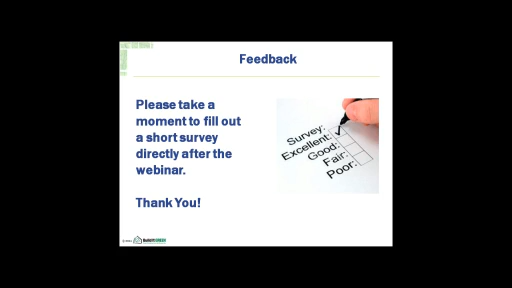 Feedback
Please take a
moment to fill out
a short survey
directly after the
webinar.
Thank You!
Survey:
Excellent:
Good:
Fair:
Poor: